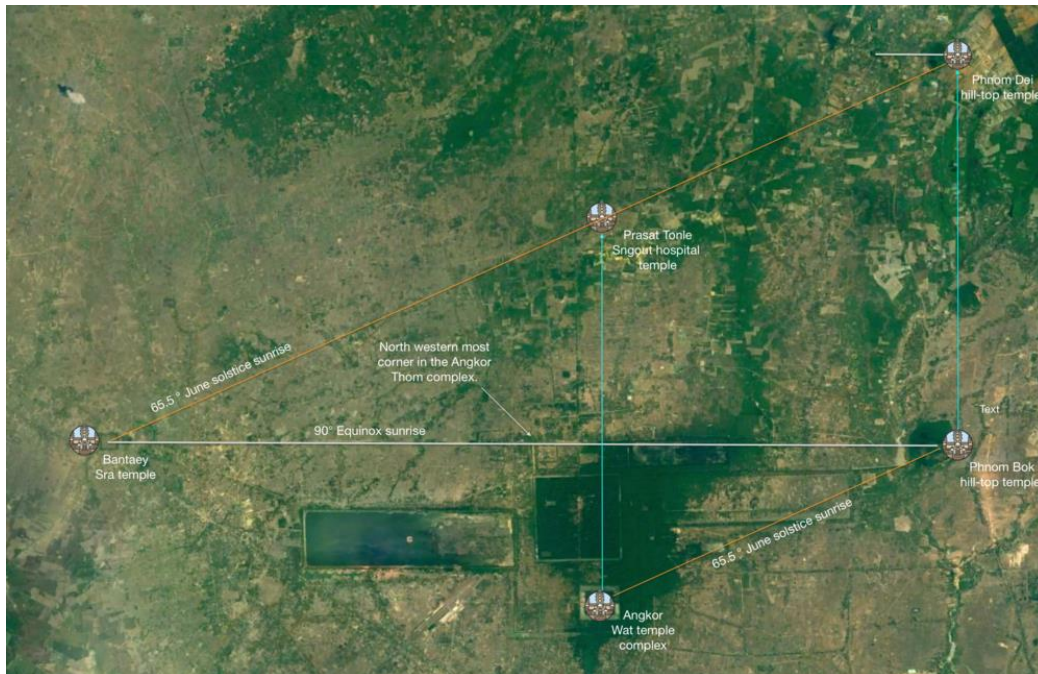 Phnom Dei
hill-top temple
Prasat Tonle
Sngout hospital
temple
North western most
corner in the Angkor
Thom complex.
65.5 ° June solstice sunrise
Text
90° Equinox sunrise
Bantaey
Sra temple
Phnom Bok
hill-top temple
65.5 ° June solstice sunrise
Angkor
Wat temple
complex